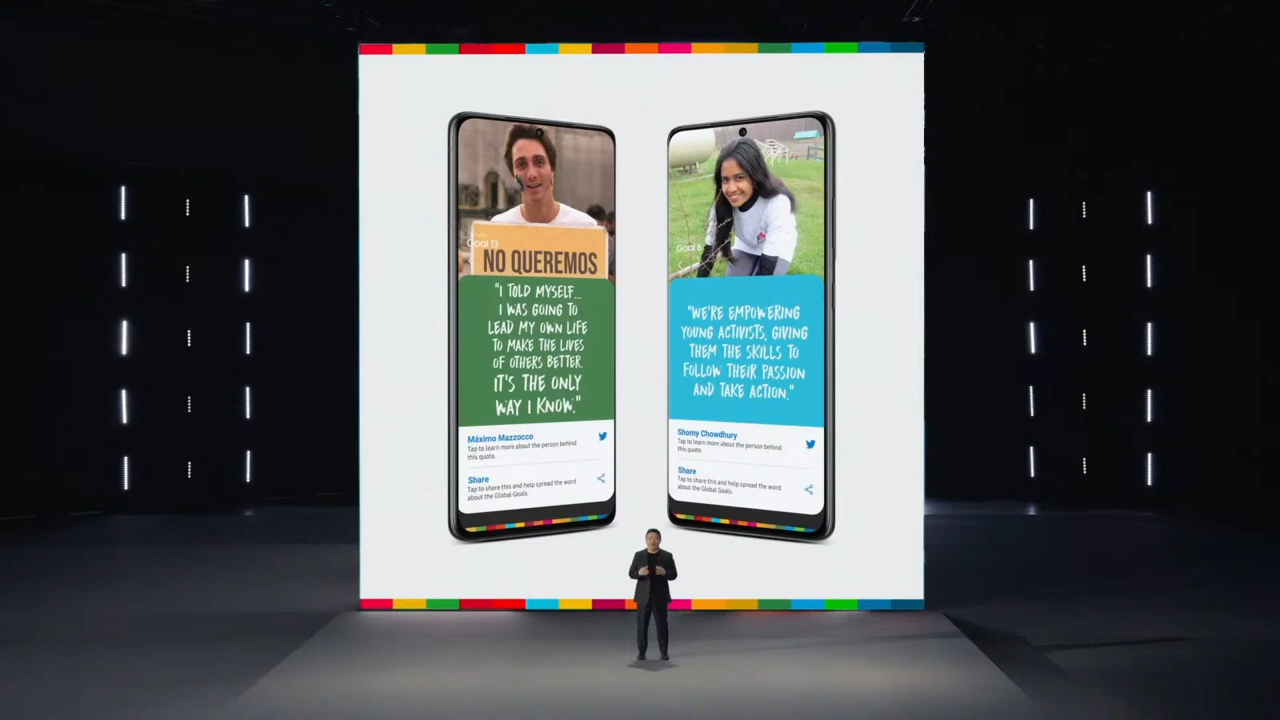 Goal 13
NO QUEREMOS
"I TOLD MYSELF...
I WAS GOING TO
LEAD MY OWN LIFE
TO MAKE THE LIVES
OF OTHERS BETTER.
IT'S THE ONLY
WAY I KNOW."
Máximo Mazzocco
Tap to learn more about the person behind
this quote.
Share
Tap to share this and help spread the word
about the Global Goals.
Goal 6
"WE'RE EMPOWERING
YOUNG ACTIVISTS, GIVING
THEM THE SKILLS TO
FOLLOW THEIR PASSION
AND TAKE ACTION."
Shomy Chowdhury
Tap to learn more about the person behind
this quote.
Share
Tap to share this and help spread the word
about the Global Goals.